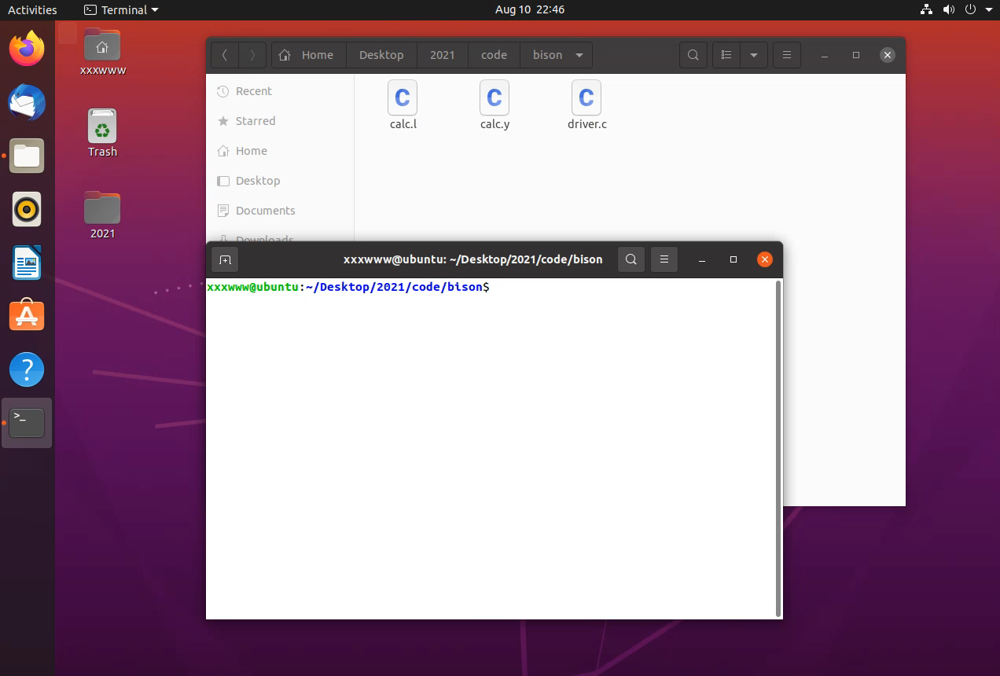 Activities Terminal Aug 10 22:46
xxxwww
Trash
2021
Home Desktop 2021 code bison
Recent
Starred
Home
Desktop
Documents
Downloads
calc.l calc.y driver.c
xxxwww@ubuntu: ~/Desktop/2021/code/bison
xxxwww@ubuntu:~/Desktop/2021/code/bison$